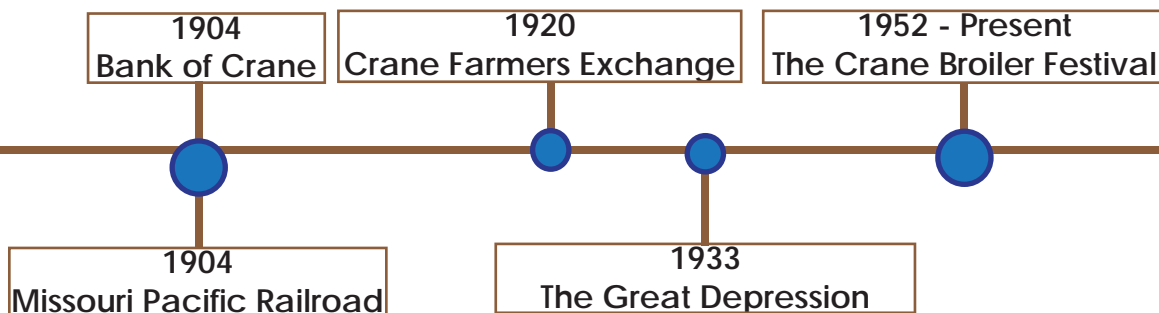 1904
Bank of Crane
1920
Crane Farmers Exchange
1952 - Present
The Crane Broiler Festival
1904
Missouri Pacific Railroad
1933
The Great Depression